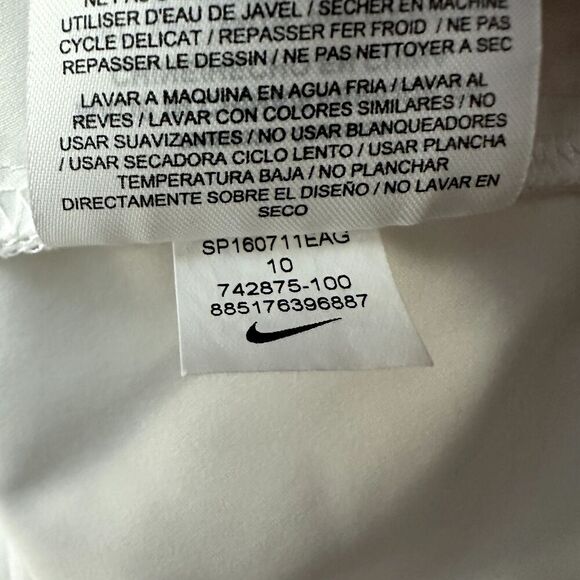 UTILISER D'EAU DE JAVEL / SÉCHER EN MACHINE
CYCLE DELICAT / REPASSER FER FROID / NE PAS
REPASSER LE DESSIN / NE PAS NETTOYER A SEC
LAVAR A MAQUINA EN AGUA FRIA / LAVAR AL
REVES / LAVAR CON COLORES SIMILARES / NO
USAR SUAVIZANTES / NO USAR BLANQUEADORES
/ USAR SECADORA CICLO LENTO / USAR PLANCHA
TEMPERATURA BAJA / NO PLANCHAR
DIRECTAMENTE SOBRE EL DISEÑO / NO LAVAR EN
SECO
SP160711EAG
10
742875-100
885176396887